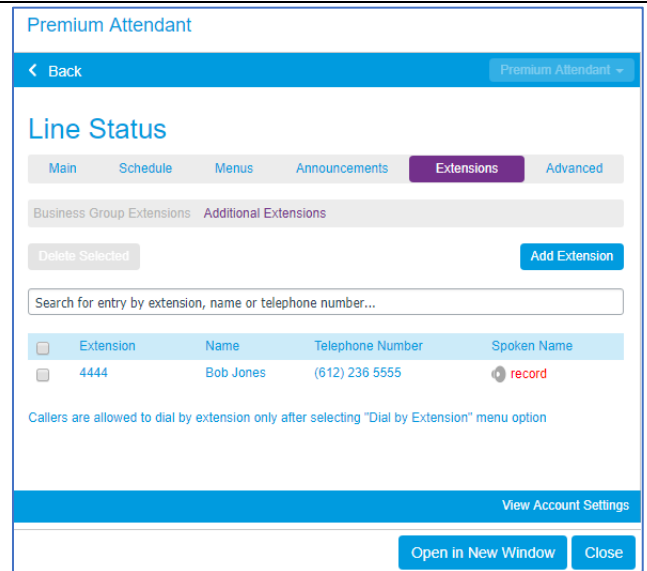 Premium Attendant
Back Premium Attendant
Line Status
Main Schedule Menus Announcements Extensions Advanced
Business Group Extensions Additional Extensions
Delete Selected Add Extension
Search for entry by extension, name or telephone number...
Extension Name Telephone Number Spoken Name
4444 Bob Jones (612) 236 5555 record
Callers are allowed to dial by extension only after selecting "Dial by Extension" menu option
View Account Settings
Open in New Window Close